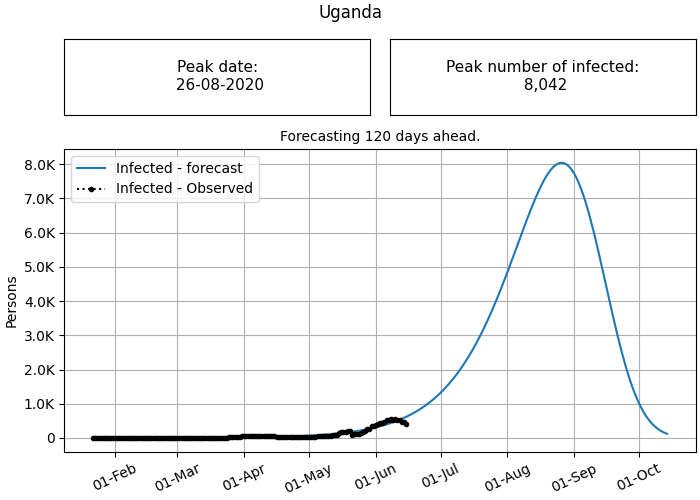 Uganda
Peak date:
26-08-2020
Peak number of infected:
8,042
Forecasting 120 days ahead.
Infected - forecast
Infected - Observed
8.0K
7.0K
6.0K
5.0K
4.0K
3.0K
2.0K
1.0K
0
Persons
01-Feb
01-Mar
01-Apr
01-May
01-Jun
01-Jul
01-Aug
01-Sep
01-Oct